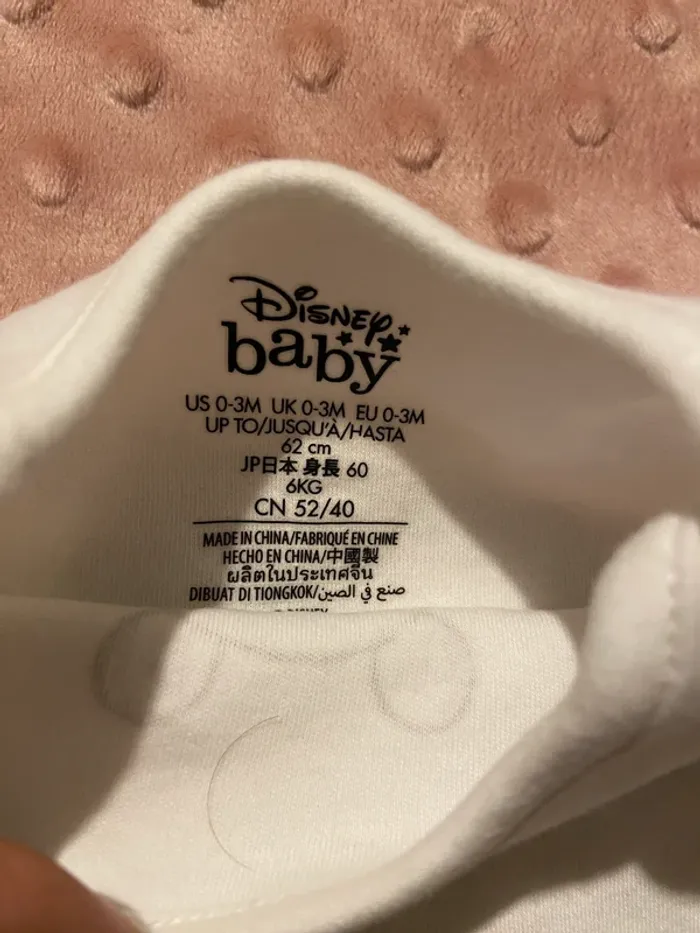 Disney
baby
US 0-3M UK 0-3M EU 0-3M
UP TO/JUSQU'À/HASTA
62 cm
JP日本 身長 60
6KG
CN 52/40
MADE IN CHINA/FABRIQUÉ EN CHINE
HECHO EN CHINA/中國製
ผลิตในประเทศจีน
DIBUAT DI TIONGKOK/صنع في الصين